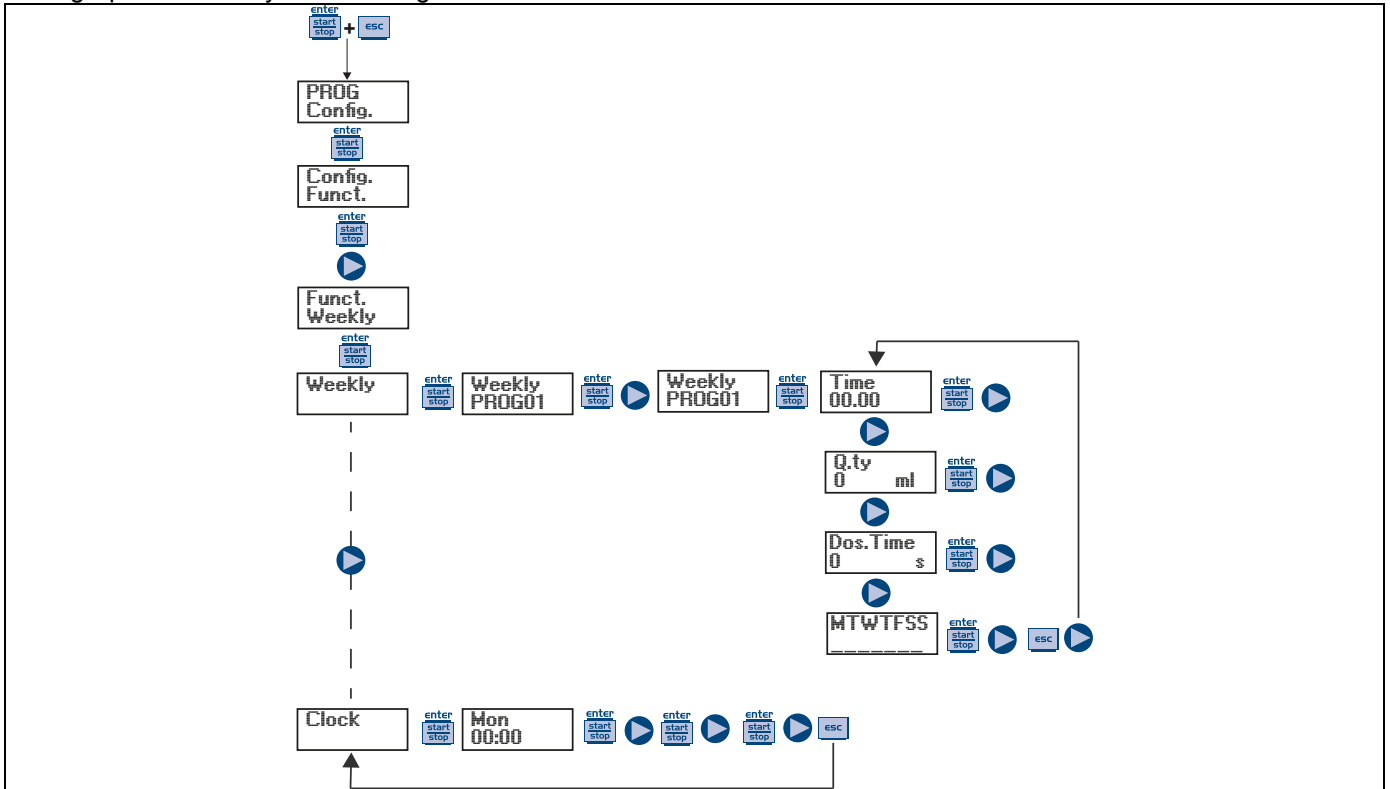 enter
start
stop
+
esc
PROG
Config.
enter
start
stop
Config.
Funct.
enter
start
stop
Funct.
Weekly
enter
start
stop
Weekly
enter
start
stop
Weekly
PROG01
enter
start
stop
Weekly
PROG01
enter
start
stop
Time
00.00
enter
start
stop
Q.ty
0 ml
enter
start
stop
Dos.Time
0 s
enter
start
stop
MTWTFSS
_______
enter
start
stop
esc
Clock
enter
start
stop
Mon
00:00
enter
start
stop
enter
start
stop
enter
start
stop
esc